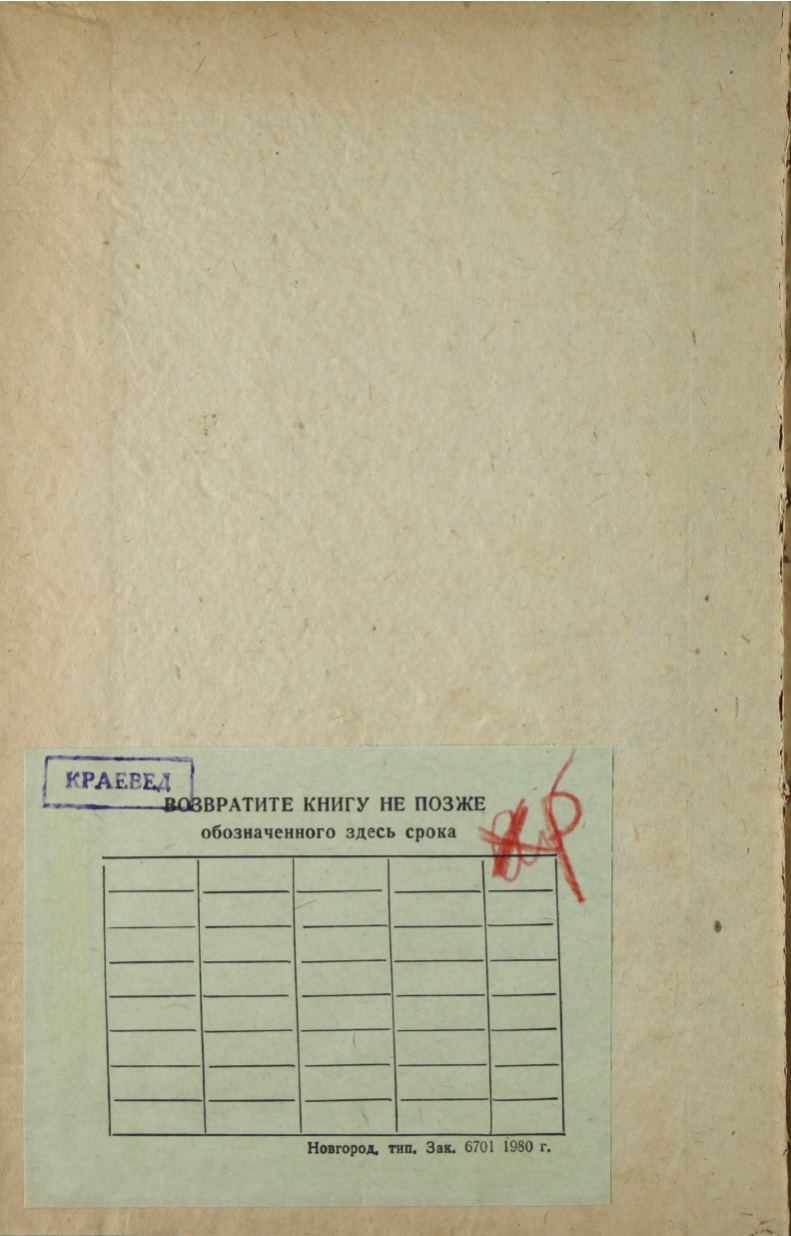 КРАЕВЕД
ВОЗВРАТИТЕ КНИГУ НЕ ПОЗЖЕ
обозначенного здесь срока
Новгород, тип. Зак. 6701 1980 г.